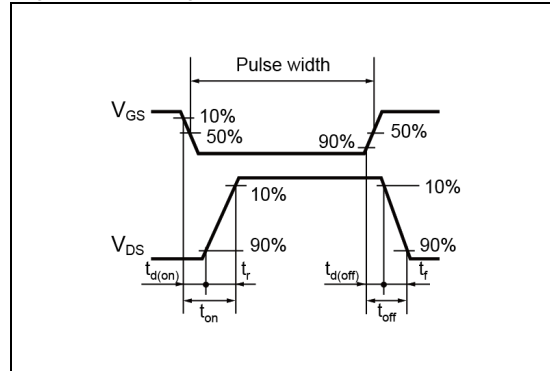 Pulse width
VGS
10%
50%
90%
50%
10%
10%
VDS
90%
90%
td(on)
tr
td(off)
tf
ton
toff